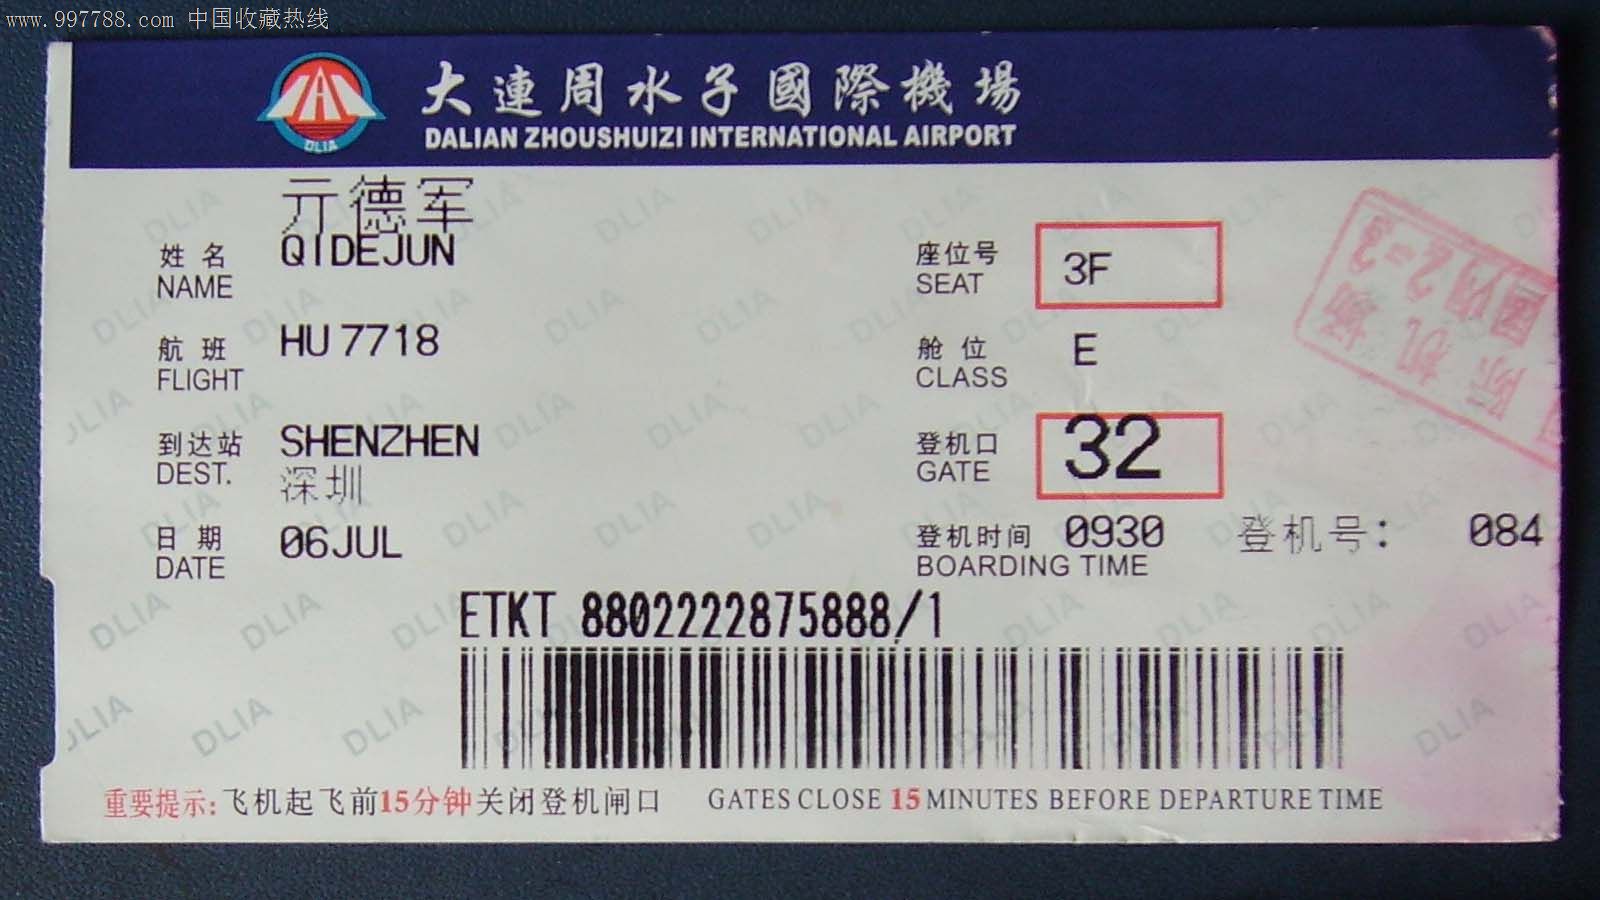 www.997788.com 中国收藏热线
大連周水子國際機場
DALIAN ZHOUSHUIZI INTERNATIONAL AIRPORT
DLIA
亓德军
姓名 QIDEJUN
NAME
座位号 3F
SEAT
航班 HU7718
FLIGHT
舱位 E
CLASS
到达站 SHENZHEN
DEST. 深圳
登机口 32
GATE
日期 06JUL
DATE
登机时间 0930 登机号: 084
BOARDING TIME
ETKT 8802222875888/1
重要提示:飞机起飞前15分钟关闭登机闸口 GATES CLOSE 15 MINUTES BEFORE DEPARTURE TIME